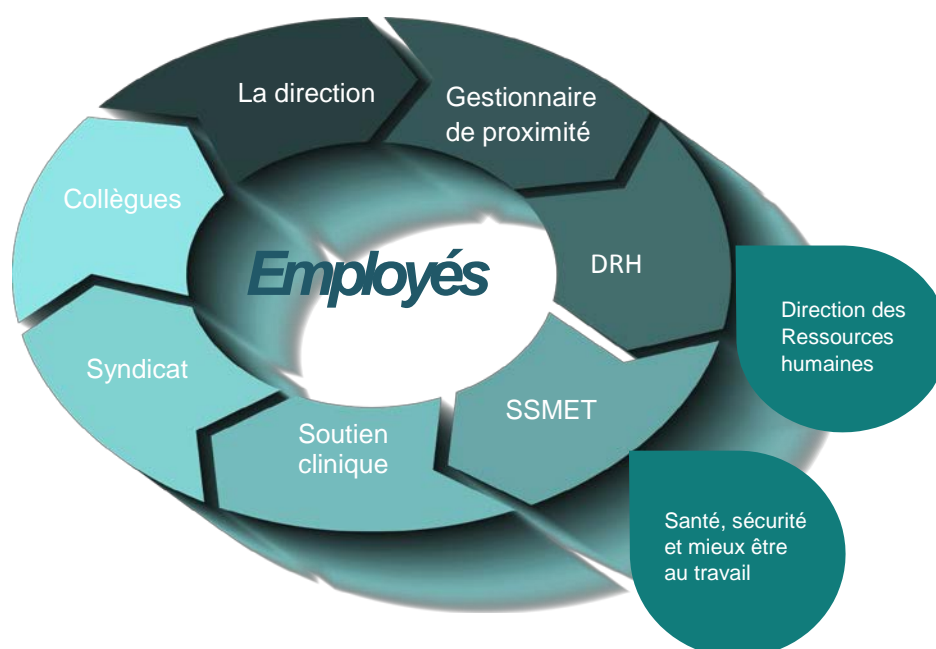 La direction
Gestionnaire
de proximité
Collègues
Employés
DRH
Direction des
Ressources
humaines
Syndicat
SSMET
Soutien
clinique
Santé, sécurité
et mieux être
au travail